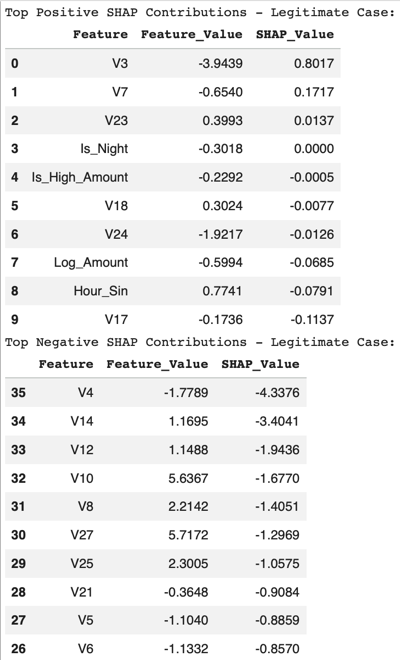 Top Positive SHAP Contributions - Legitimate Case:
Feature Feature_Value SHAP_Value
0 V3 -3.9439 0.8017
1 V7 -0.6540 0.1717
2 V23 0.3993 0.0137
3 Is_Night -0.3018 0.0000
4 Is_High_Amount -0.2292 -0.0005
5 V18 0.3024 -0.0077
6 V24 -1.9217 -0.0126
7 Log_Amount -0.5994 -0.0685
8 Hour_Sin 0.7741 -0.0791
9 V17 -0.1736 -0.1137
Top Negative SHAP Contributions - Legitimate Case:
Feature Feature_Value SHAP_Value
35 V4 -1.7789 -4.3376
34 V14 1.1695 -3.4041
33 V12 1.1488 -1.9436
32 V10 5.6367 -1.6770
31 V8 2.2142 -1.4051
30 V27 5.7172 -1.2969
29 V25 2.3005 -1.0575
28 V21 -0.3648 -0.9084
27 V5 -1.1040 -0.8859
26 V6 -1.1332 -0.8570